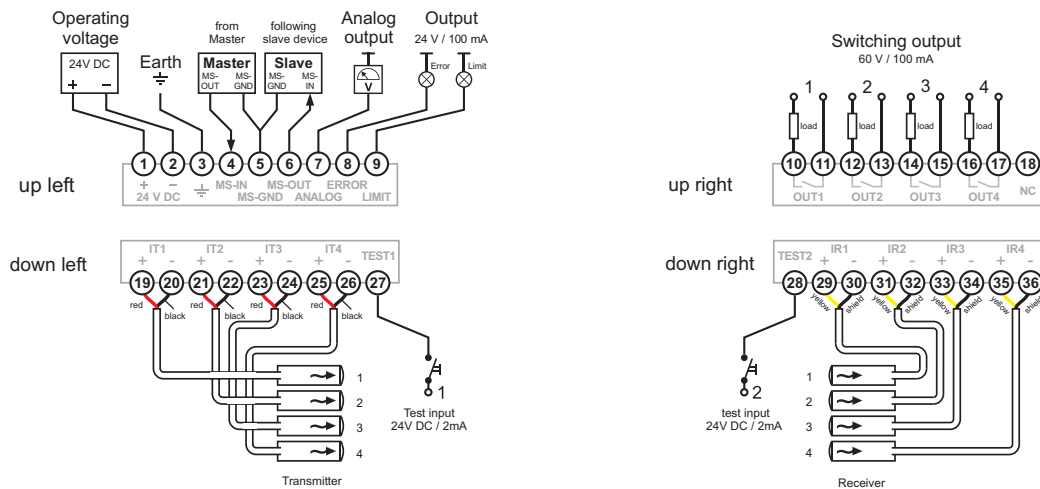 Operating
voltage
24V DC
+ −
Earth
from
Master
Master
MS-
OUT
MS-
GND
following
slave device
Slave
MS-
GND
MS-
IN
Analog
output
V
Output
24 V / 100 mA
Error
Limit
1 2 3 4 5 6 7 8 9
up left
+ − MS-IN MS-OUT ERROR
24 V DC MS-GND ANALOG LIMIT
Switching output
60 V / 100 mA
1 2 3 4
load load load load
10 11 12 13 14 15 16 17 18
up right
OUT1 OUT2 OUT3 OUT4 NC
down left
IT1 IT2 IT3 IT4 TEST1
+ - + - + - + -
19 20 21 22 23 24 25 26 27
red black red black red black red black
1
2
3
4
Transmitter
1
Test input
24V DC / 2mA
down right
TEST2 IR1 IR2 IR3 IR4
+ - + - + - + -
28 29 30 31 32 33 34 35 36
yellow shield yellow shield yellow shield yellow shield
2
test input
24V DC / 2mA
1
2
3
4
Receiver